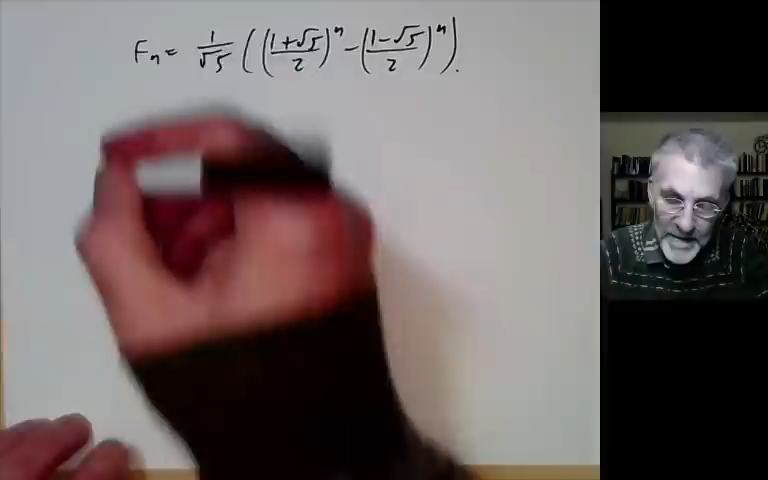 Fₙ = 1/√5 ( ( (1+√5)/2 )ⁿ − ( (1−√5)/2 )ⁿ ).